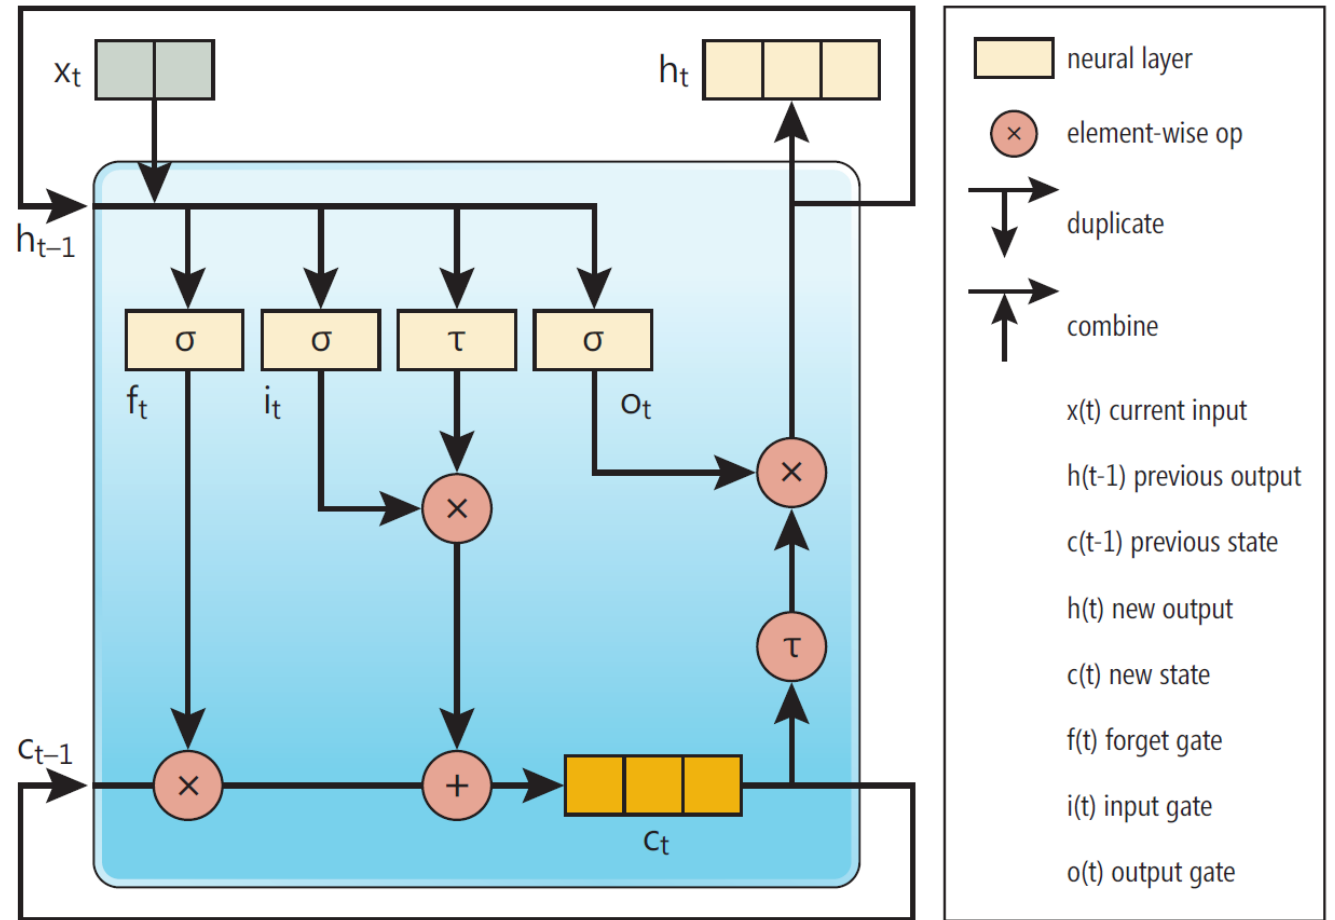 xt
ht
ht–1
σ
σ
τ
σ
ft
it
ot
×
×
τ
ct–1
×
+
ct
neural layer
× element-wise op
duplicate
combine
x(t) current input
h(t-1) previous output
c(t-1) previous state
h(t) new output
c(t) new state
f(t) forget gate
i(t) input gate
o(t) output gate